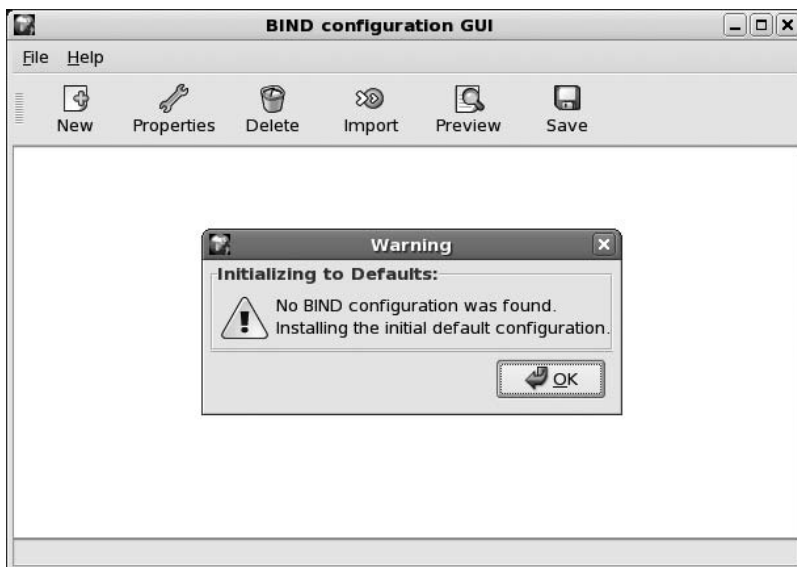 BIND configuration GUI
File Help
New Properties Delete Import Preview Save
Warning
Initializing to Defaults:
No BIND configuration was found.
Installing the initial default configuration.
OK